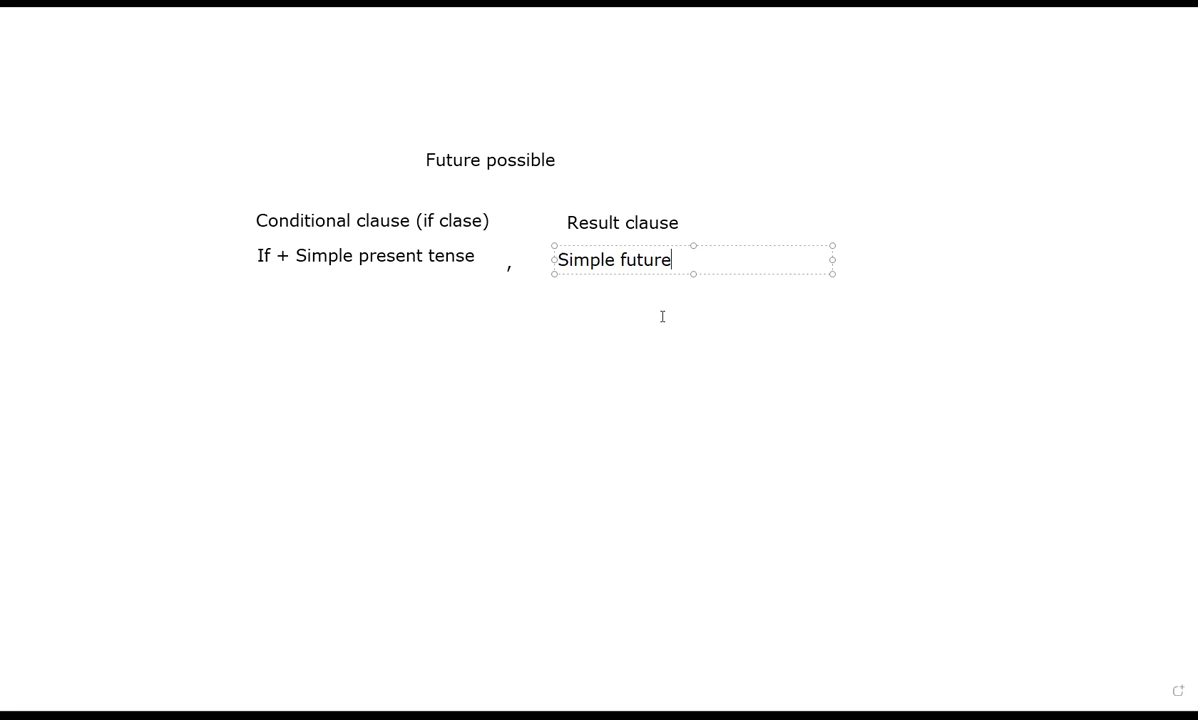 Future possible
Conditional clause (if clase)
Result clause
If + Simple present tense , Simple future